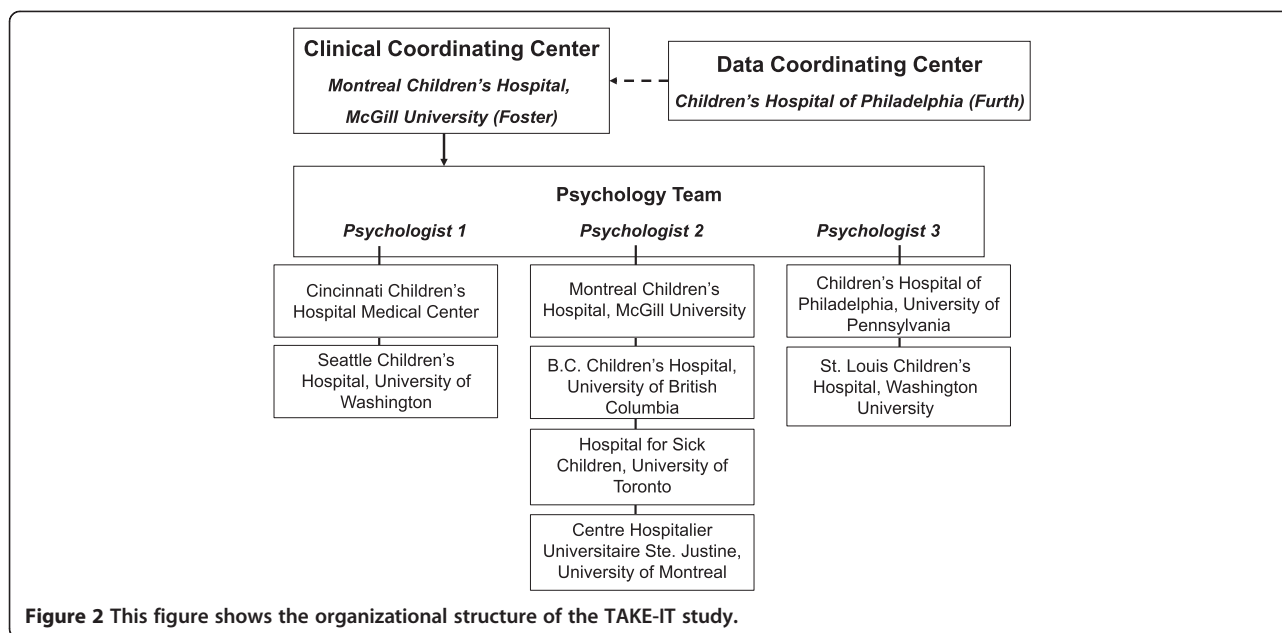 Clinical Coordinating Center
Montreal Children's Hospital,
McGill University (Foster)
Data Coordinating Center
Children's Hospital of Philadelphia (Furth)
Psychology Team
Psychologist 1
Psychologist 2
Psychologist 3
Cincinnati Children's
Hospital Medical Center
Seattle Children's
Hospital, University of
Washington
Montreal Children's
Hospital, McGill University
B.C. Children's Hospital,
University of British
Columbia
Hospital for Sick
Children, University of
Toronto
Centre Hospitalier
Universitaire Ste. Justine,
University of Montreal
Children's Hospital of
Philadelphia, University of
Pennsylvania
St. Louis Children's
Hospital, Washington
University
Figure 2 This figure shows the organizational structure of the TAKE-IT study.